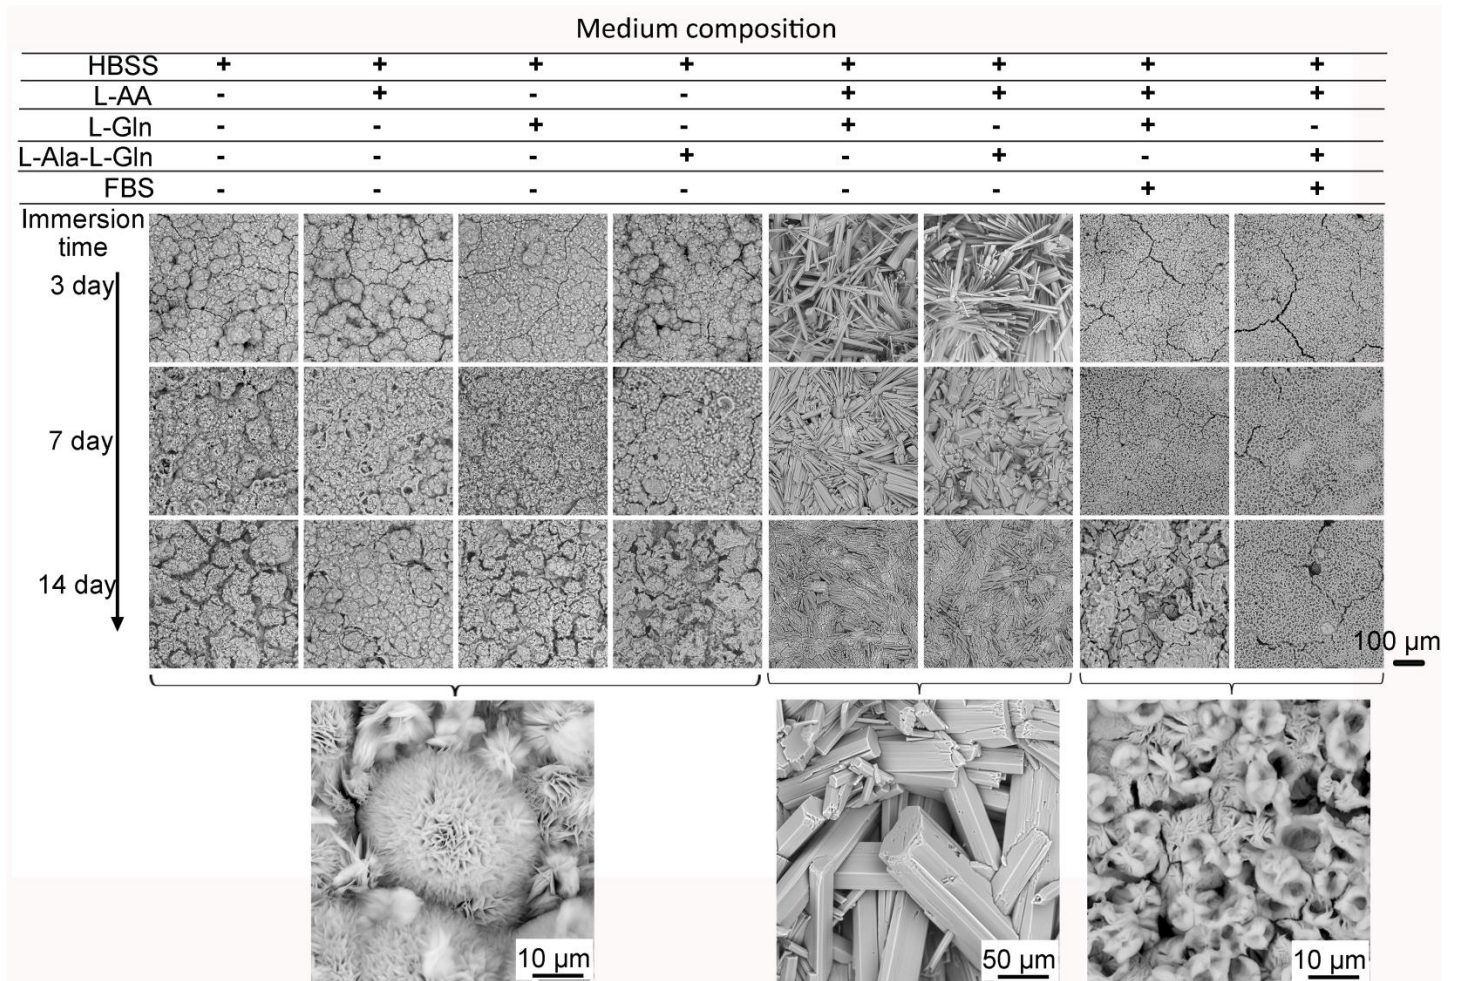 Medium composition
HBSS + + + + + + + +
L-AA - + - - + + + +
L-Gln - - + - + - + -
L-Ala-L-Gln - - - + - + - +
FBS - - - - - - + +
Immersion
time
3 day
7 day
14 day
100 µm
10 µm
50 µm
10 µm